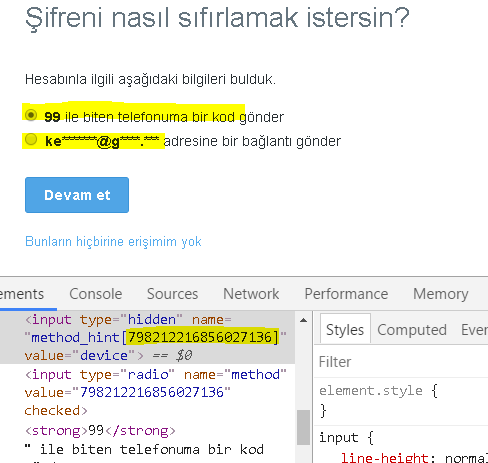 Şifreni nasıl sıfırlamak istersin?
Hesabınla ilgili aşağıdaki bilgileri bulduk.
99 ile biten telefonuma bir kod gönder
ke******@g****.*** adresine bir bağlantı gönder
Devam et
Bunların hiçbirine erişimim yok
ements Console Sources Network Performance Memory
<input type="hidden" name=
"method_hint[798212216856027136]"
value="device"> == $0
<input type="radio" name="method"
value="798212216856027136"
checked>
<strong>99</strong>
" ile biten telefonuma bir kod
Styles Computed Even
Filter
element.style {
}
input {
line-height: normal